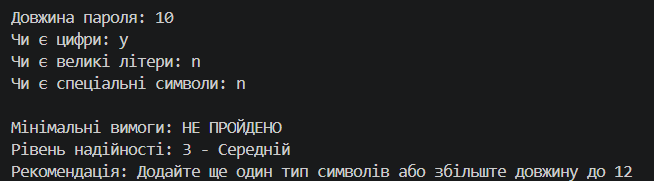 Довжина пароля: 10
Чи є цифри: y
Чи є великі літери: n
Чи є спеціальні символи: n
Мінімальні вимоги: НЕ ПРОЙДЕНО
Рівень надійності: 3 - Середній
Рекомендація: Додайте ще один тип символів або збільште довжину до 12